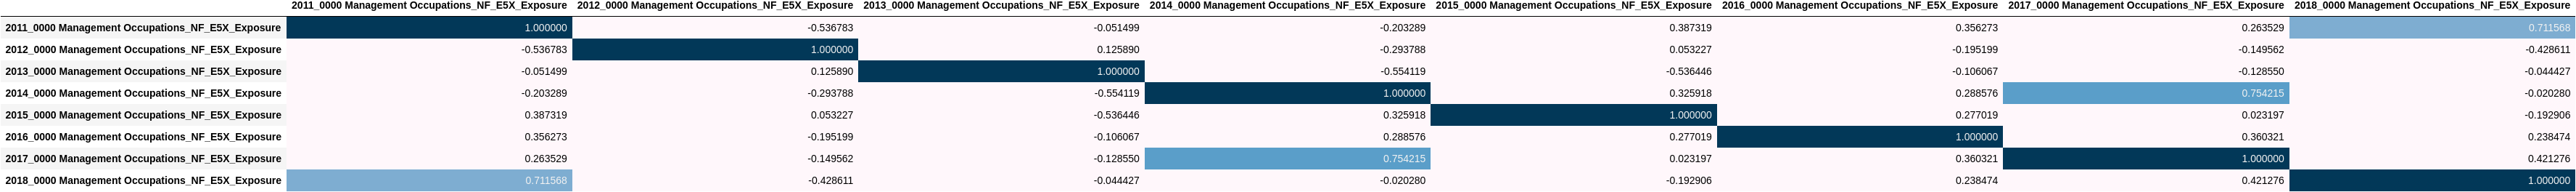 2011_0000 Management Occupations_NF_E5X_Exposure 2012_0000 Management Occupations_NF_E5X_Exposure 2013_0000 Management Occupations_NF_E5X_Exposure 2014_0000 Management Occupations_NF_E5X_Exposure 2015_0000 Management Occupations_NF_E5X_Exposure 2016_0000 Management Occupations_NF_E5X_Exposure 2017_0000 Management Occupations_NF_E5X_Exposure 2018_0000 Management Occupations_NF_E5X_Exposure
2011_0000 Management Occupations_NF_E5X_Exposure 1.000000 -0.536783 -0.051499 -0.203289 0.387319 0.356273 0.263529 0.711568
2012_0000 Management Occupations_NF_E5X_Exposure -0.536783 1.000000 0.125890 -0.293788 0.053227 -0.195199 -0.149562 -0.428611
2013_0000 Management Occupations_NF_E5X_Exposure -0.051499 0.125890 1.000000 -0.554119 -0.536446 -0.106067 -0.128550 -0.044427
2014_0000 Management Occupations_NF_E5X_Exposure -0.203289 -0.293788 -0.554119 1.000000 0.325918 0.288576 0.754215 -0.020280
2015_0000 Management Occupations_NF_E5X_Exposure 0.387319 0.053227 -0.536446 0.325918 1.000000 0.277019 0.023197 -0.192906
2016_0000 Management Occupations_NF_E5X_Exposure 0.356273 -0.195199 -0.106067 0.288576 0.277019 1.000000 0.360321 0.238474
2017_0000 Management Occupations_NF_E5X_Exposure 0.263529 -0.149562 -0.128550 0.754215 0.023197 0.360321 1.000000 0.421276
2018_0000 Management Occupations_NF_E5X_Exposure 0.711568 -0.428611 -0.044427 -0.020280 -0.192906 0.238474 0.421276 1.000000